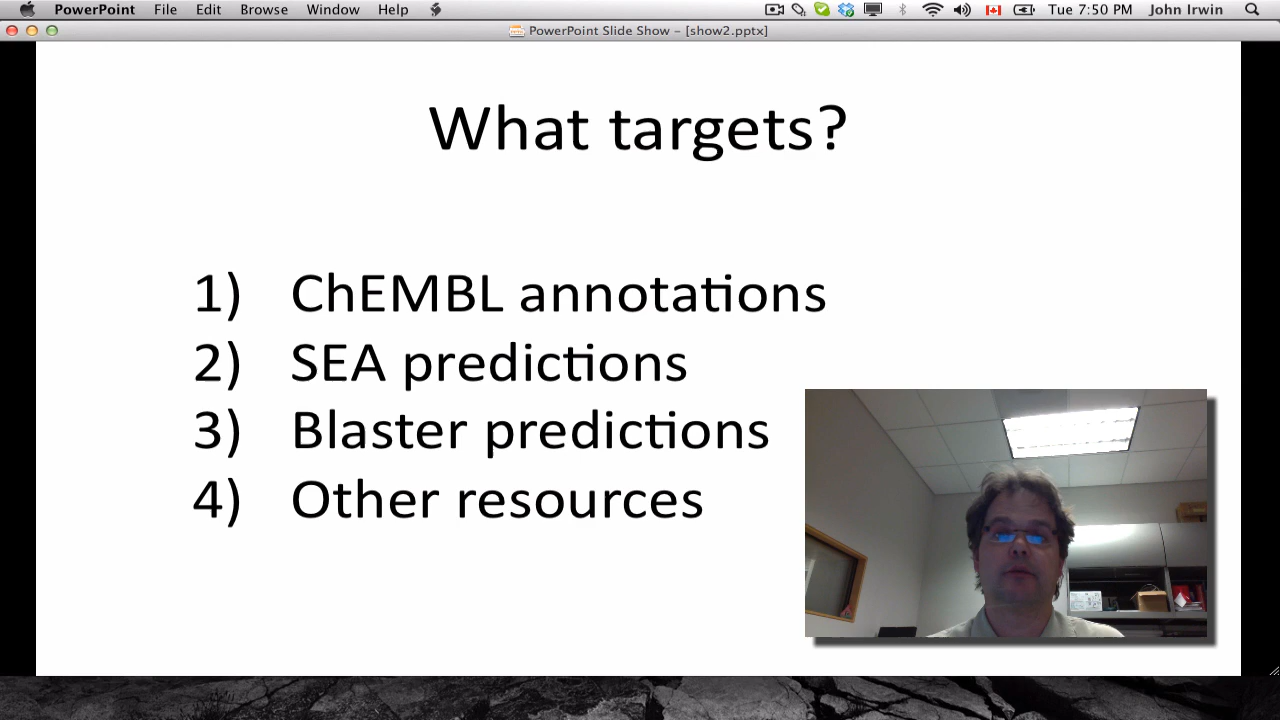 PowerPoint File Edit Browse Window Help Tue 7:50 PM John Irwin
PowerPoint Slide Show – [show2.pptx]
What targets?
1) ChEMBL annotations
2) SEA predictions
3) Blaster predictions
4) Other resources